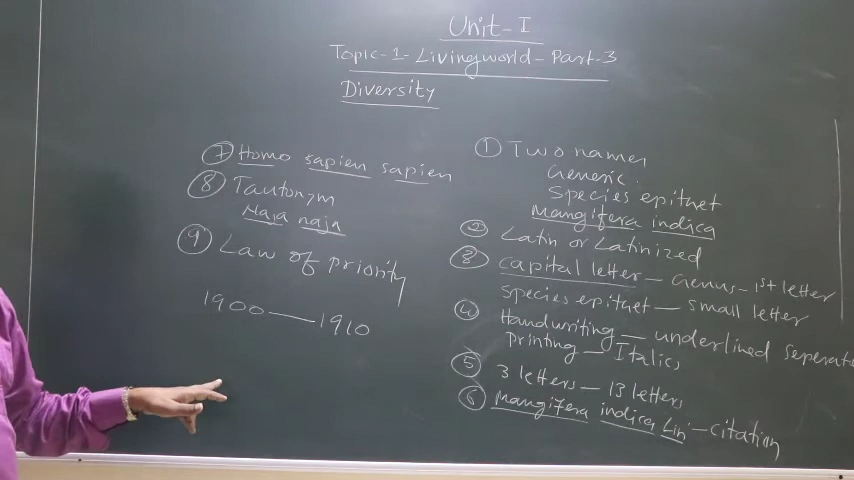 Unit-I
Topic-1-Livingworld-Part-3
Diversity
① Two names
Generic.
Species epithet
Mangifera indica
② Latin or Latinized
③ Capital letter - Genus - 1st letter
Species epithet - small letter
④ Handwriting - underlined Seperate
Printing - Italics
⑤ 3 letters - 13 letters
⑥ Mangifera indica Lin - citation
⑦ Homo sapien sapien
⑧ Tautonym
Naja naja
⑨ Law of priority
1900 — 1910